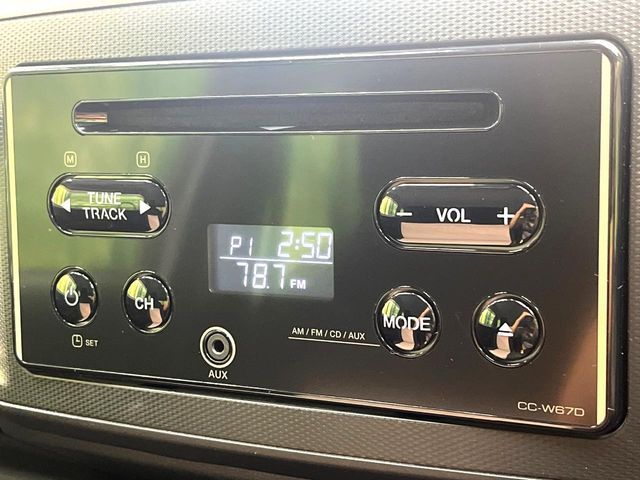 M H
TUNE
TRACK
− VOL +
P1 2:50
78.7 FM
CH
MODE
AM / FM / CD / AUX
SET
AUX
CC-W67D